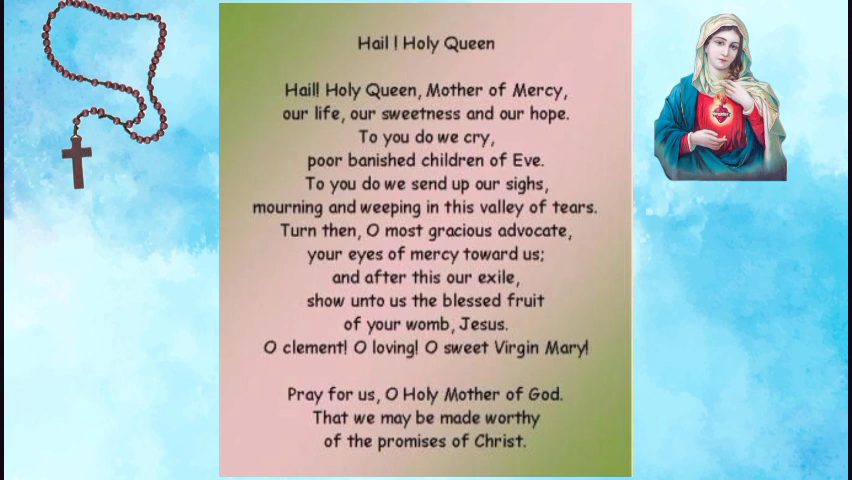 Hail ! Holy Queen
Hail! Holy Queen, Mother of Mercy,
our life, our sweetness and our hope.
To you do we cry,
poor banished children of Eve.
To you do we send up our sighs,
mourning and weeping in this valley of tears.
Turn then, O most gracious advocate,
your eyes of mercy toward us;
and after this our exile,
show unto us the blessed fruit
of your womb, Jesus.
O clement! O loving! O sweet Virgin Mary!
Pray for us, O Holy Mother of God.
That we may be made worthy
of the promises of Christ.